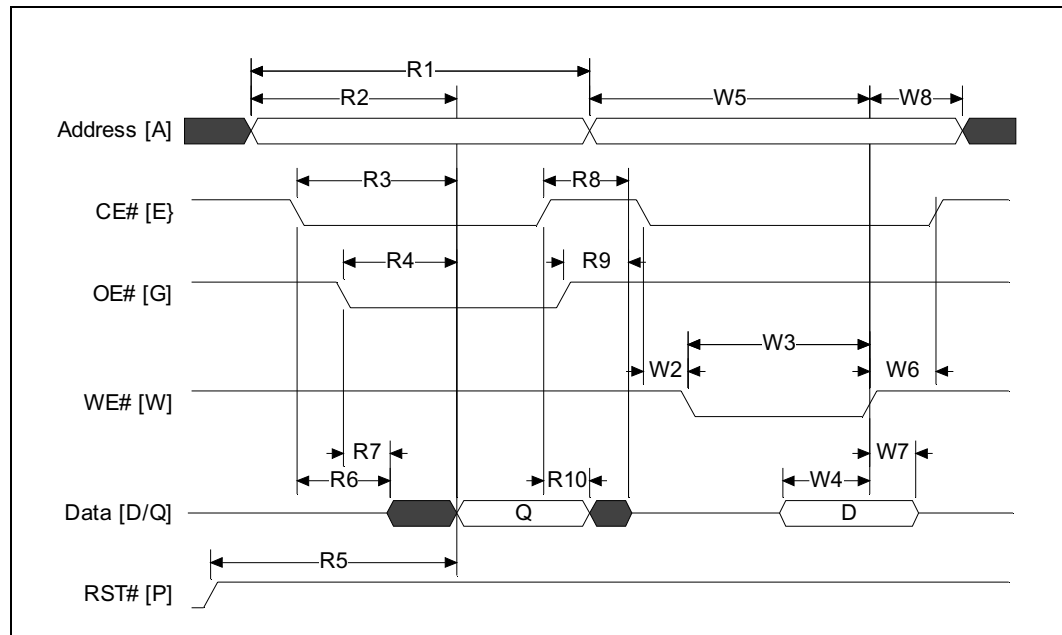 R1
R2
W5
W8
Address [A]
R3
R8
CE# [E}
R4
R9
OE# [G]
W3
W2
W6
WE# [W]
R7
W7
R6
R10
W4
Data [D/Q]
Q
D
R5
RST# [P]